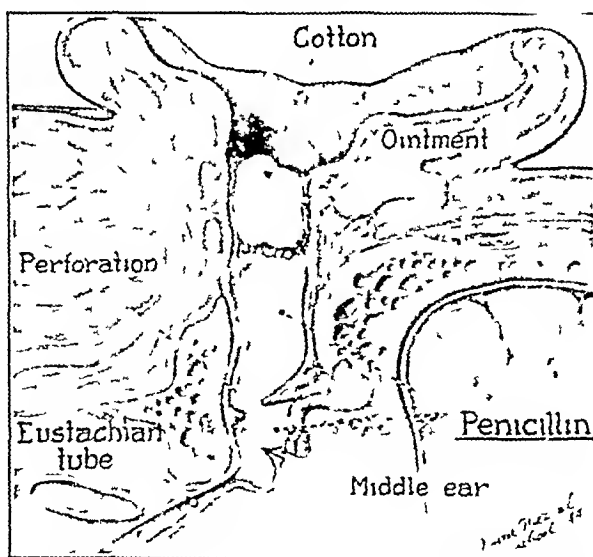 Cotton
Ointment
Perforation
Eustachian
tube
Penicillin
Middle ear